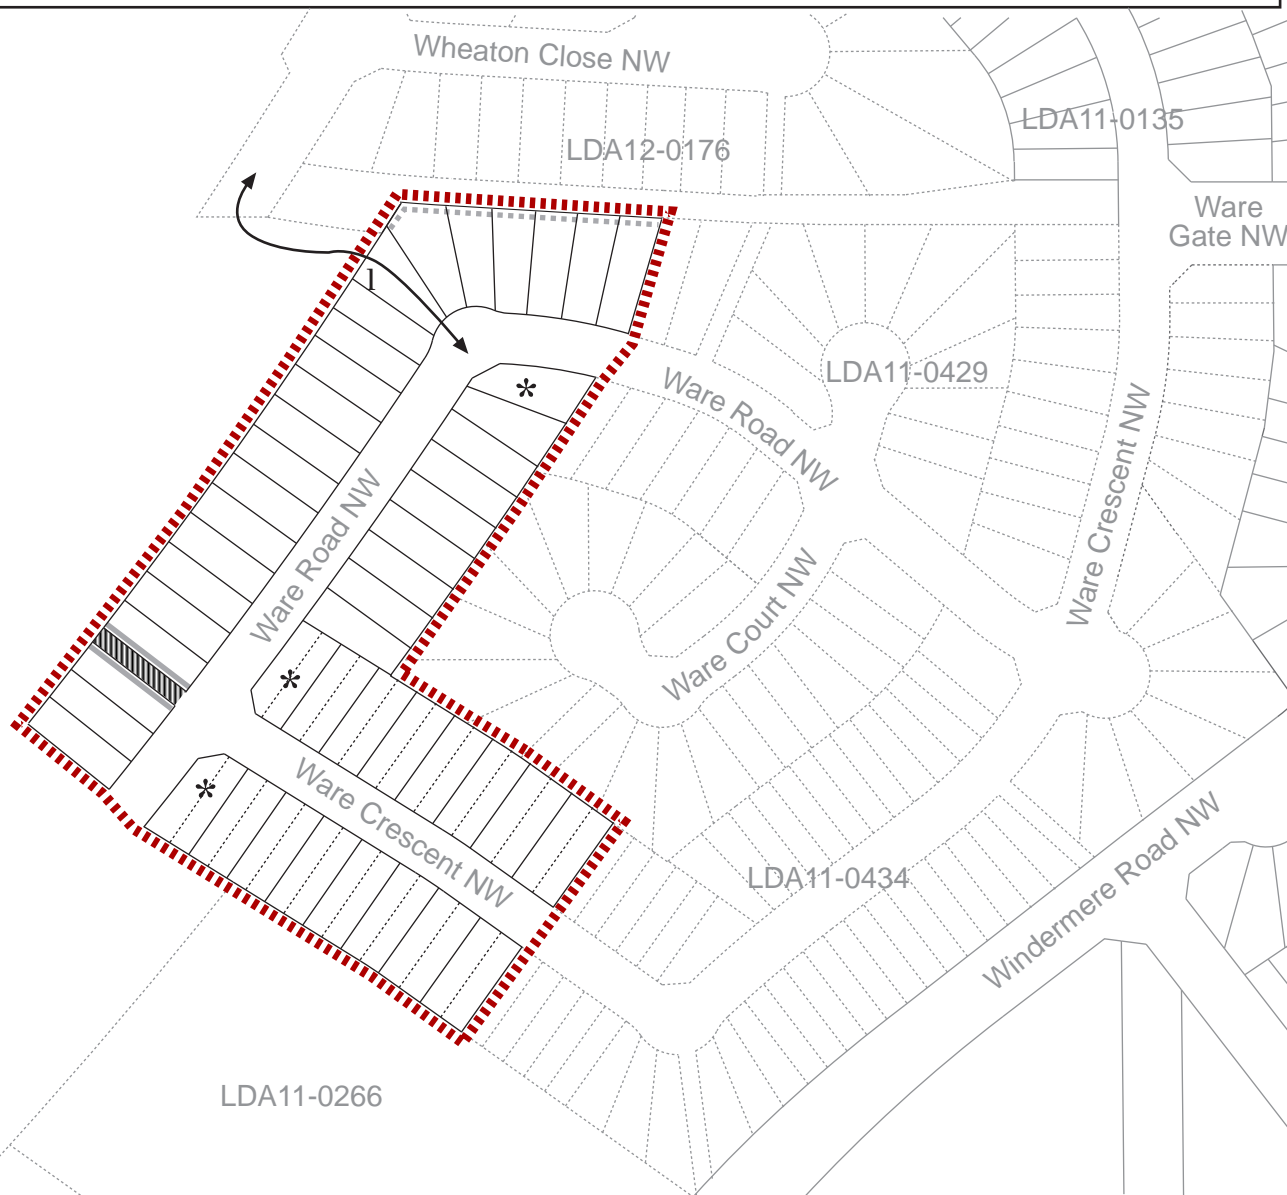 Wheaton Close NW
LDA11-0135
LDA12-0176
Ware
Gate NW
l
LDA11-0429
*
Ware Road NW
Ware Crescent NW
Ware Road NW
Ware Court NW
*
*
Ware Crescent NW
LDA11-0434
Windermere Road NW
LDA11-0266